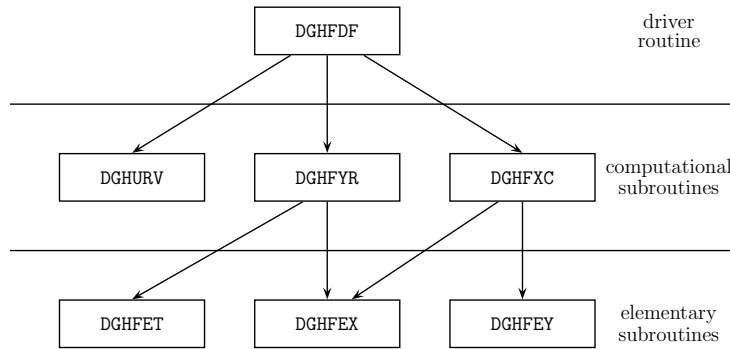 DGHFDF
driver
routine
DGHURV
DGHFYR
DGHFXC
computational
subroutines
DGHFET
DGHFEX
DGHFEY
elementary
subroutines